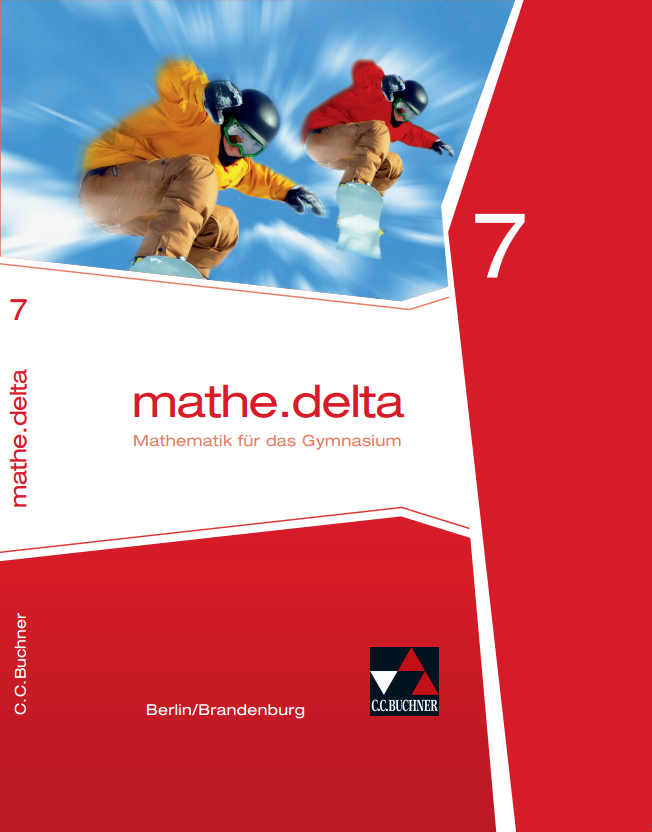 7
7
mathe.delta
mathe.delta
Mathematik für das Gymnasium
C.C.Buchner
Berlin/Brandenburg
C.C.BUCHNER